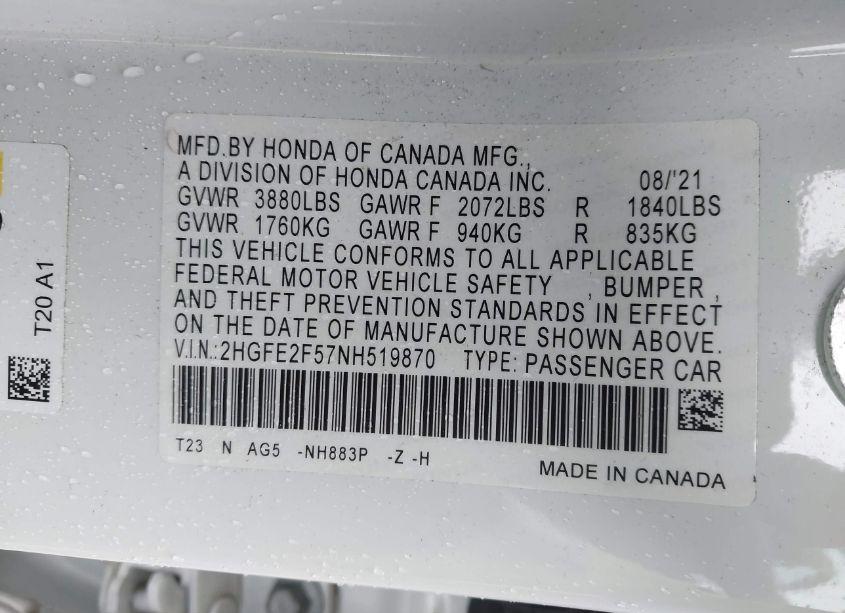 MFD.BY HONDA OF CANADA MFG.,
A DIVISION OF HONDA CANADA INC. 08/'21
GVWR 3880LBS GAWR F 2072LBS R 1840LBS
GVWR 1760KG GAWR F 940KG R 835KG
THIS VEHICLE CONFORMS TO ALL APPLICABLE
FEDERAL MOTOR VEHICLE SAFETY , BUMPER ,
AND THEFT PREVENTION STANDARDS IN EFFECT
ON THE DATE OF MANUFACTURE SHOWN ABOVE.
V.I.N.:2HGFE2F57NH519870 TYPE: PASSENGER CAR
T23 N AG5 -NH883P -Z -H
MADE IN CANADA
T20 A1